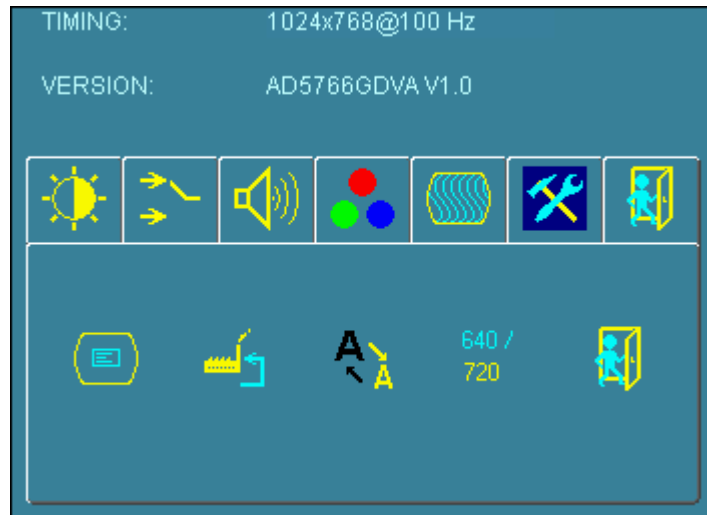 TIMING: 1024x768@100 Hz
VERSION: AD5766GDVA V1.0
A
A
640 /
720